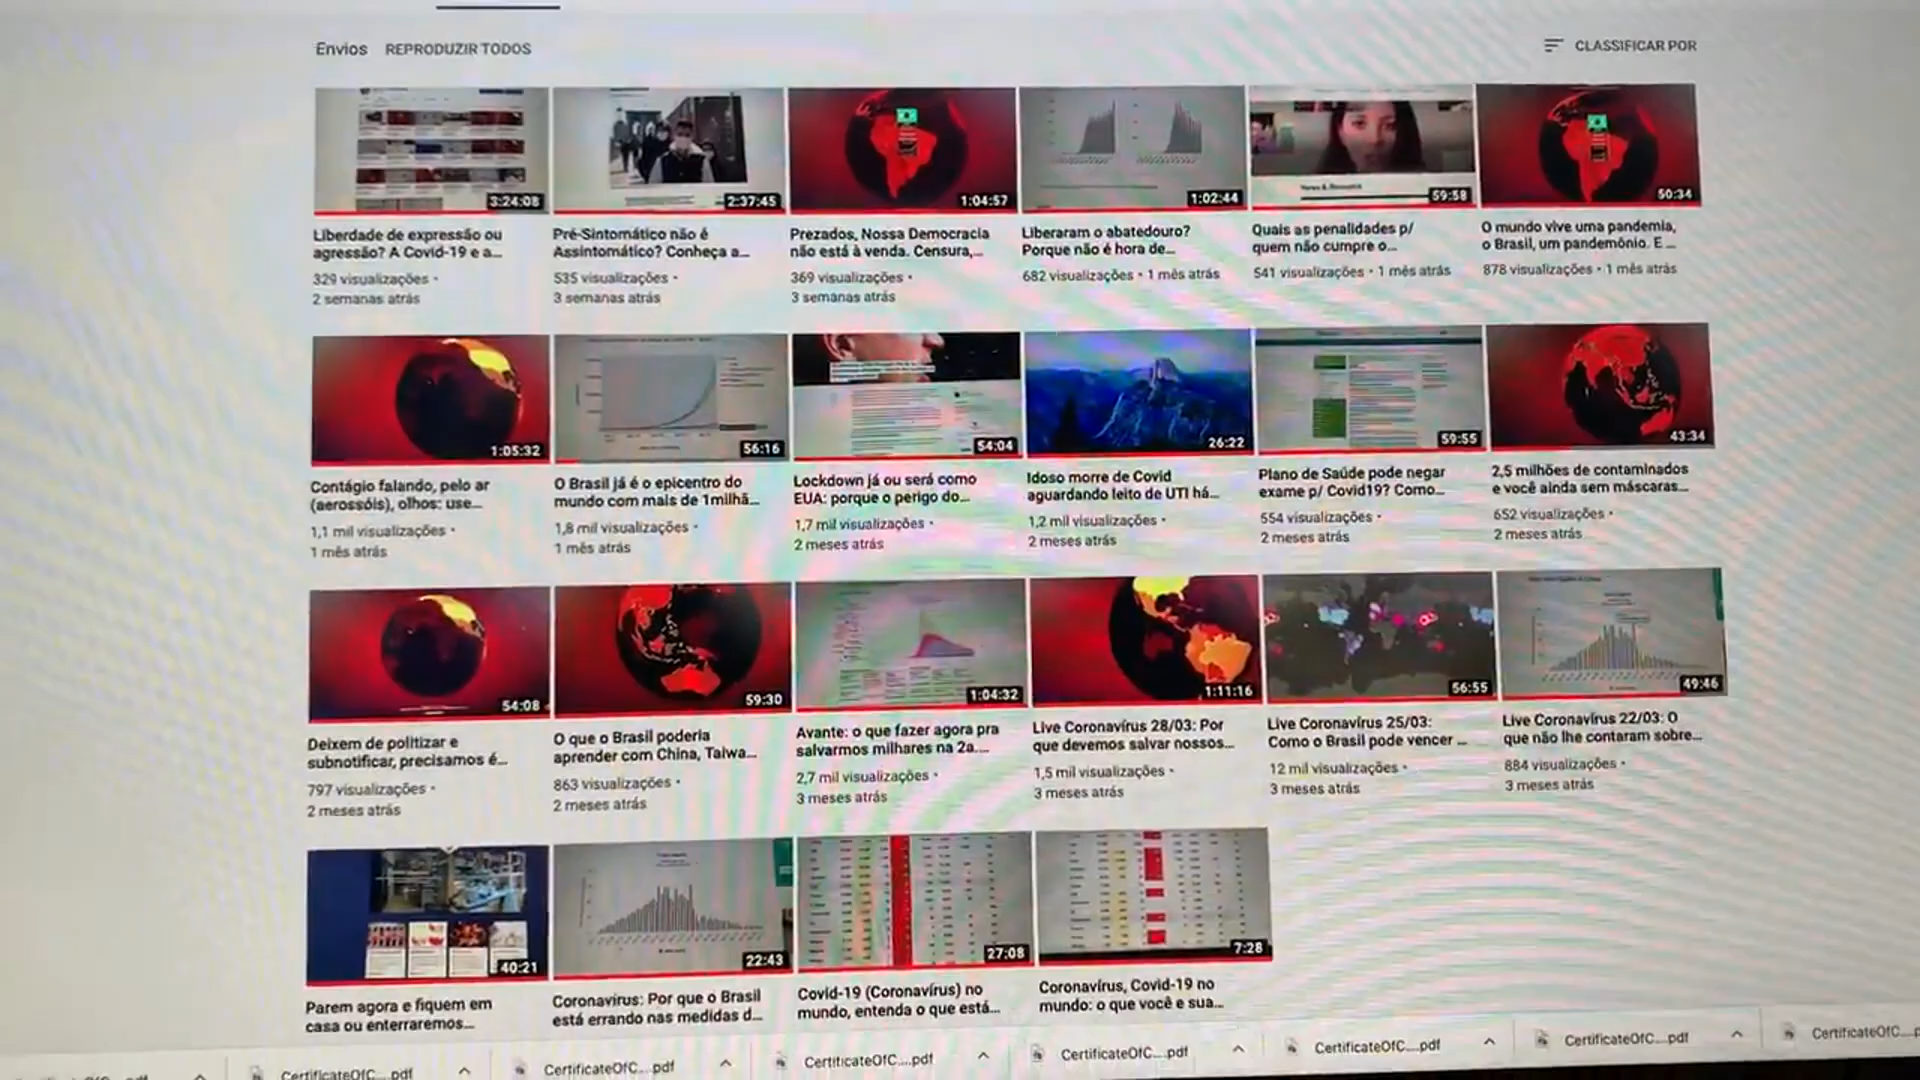 Envios REPRODUZIR TODOS CLASSIFICAR POR
3:24:08
Liberdade de expressão ou
agressão? A Covid-19 e a...
329 visualizações •
2 semanas atrás
2:37:45
Pré-Sintomático não é
Assintomático? Conheça a...
535 visualizações •
3 semanas atrás
1:04:57
Prezados, Nossa Democracia
não está à venda. Censura,...
369 visualizações •
3 semanas atrás
1:02:44
Liberaram o abatedouro?
Porque não é hora de...
682 visualizações • 1 mês atrás
59:58
Quais as penalidades p/
quem não cumpre o...
541 visualizações • 1 mês atrás
50:34
O mundo vive uma pandemia,
o Brasil, um pandemônio. E ...
878 visualizações • 1 mês atrás
1:05:32
Contágio falando, pelo ar
(aerossóis), olhos: use...
1,1 mil visualizações •
1 mês atrás
56:16
O Brasil já é o epicentro do
mundo com mais de 1milhã...
1,8 mil visualizações •
1 mês atrás
54:04
Lockdown já ou será como
EUA: porque o perigo do...
1,7 mil visualizações •
2 meses atrás
26:22
Idoso morre de Covid
aguardando leito de UTI há...
1,2 mil visualizações •
2 meses atrás
59:55
Plano de Saúde pode negar
exame p/ Covid19? Como...
554 visualizações •
2 meses atrás
43:34
2,5 milhões de contaminados
e você ainda sem máscaras...
652 visualizações •
2 meses atrás
54:08
Deixem de politizar e
subnotificar, precisamos é...
797 visualizações •
2 meses atrás
59:30
O que o Brasil poderia
aprender com China, Taiwa...
863 visualizações •
2 meses atrás
1:04:32
Avante: o que fazer agora pra
salvarmos milhares na 2a....
2,7 mil visualizações •
3 meses atrás
1:11:16
Live Coronavírus 28/03: Por
que devemos salvar nossos...
1,5 mil visualizações •
3 meses atrás
56:55
Live Coronavírus 25/03:
Como o Brasil pode vencer ...
12 mil visualizações •
3 meses atrás
49:46
Live Coronavírus 22/03: O
que não lhe contaram sobre...
884 visualizações •
3 meses atrás
40:21
Parem agora e fiquem em
casa ou enterraremos...
22:43
Coronavirus: Por que o Brasil
está errando nas medidas d...
27:08
Covid-19 (Coronavírus) no
mundo, entenda o que está...
7:28
Coronavírus, Covid-19 no
mundo: o que você e sua...
CertificateOfC....pdf CertificateOfC....pdf CertificateOfC....pdf CertificateOfC....pdf CertificateOfC....pdf CertificateOfC....pdf CertificateOfC....p